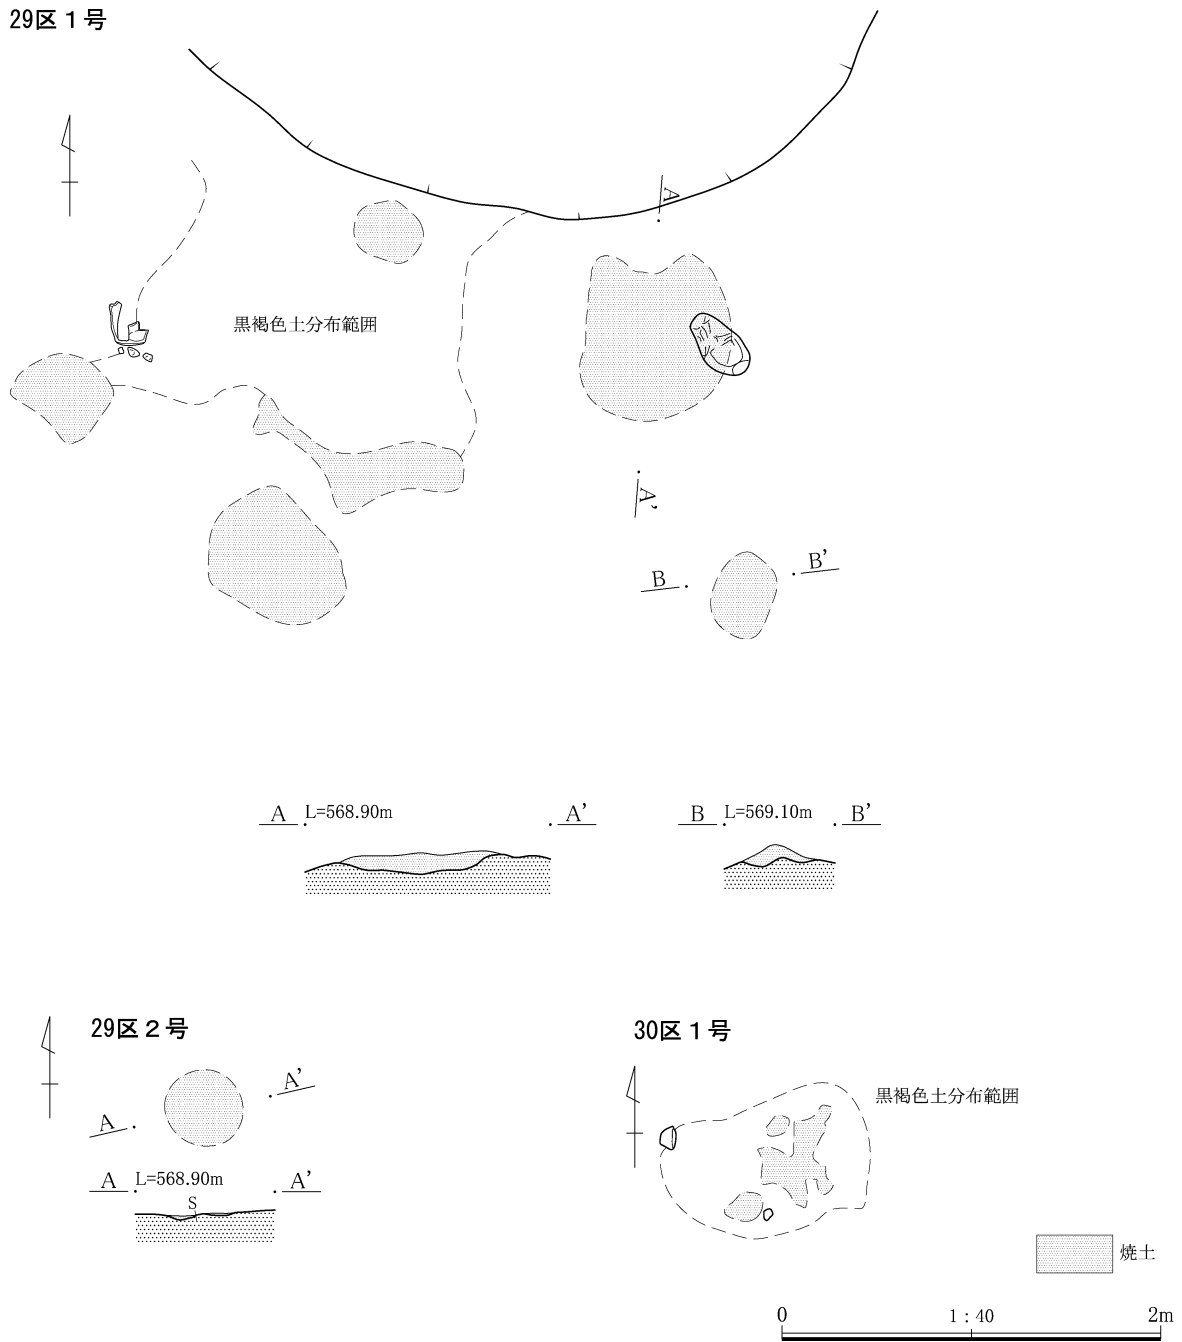 29区1号
A
黒褐色土分布範囲
A'
B B'
A L=568.90m A' B L=569.10m B'
29区2号
A A'
A L=568.90m A'
S
30区1号
黒褐色土分布範囲
焼土
0 1:40 2m